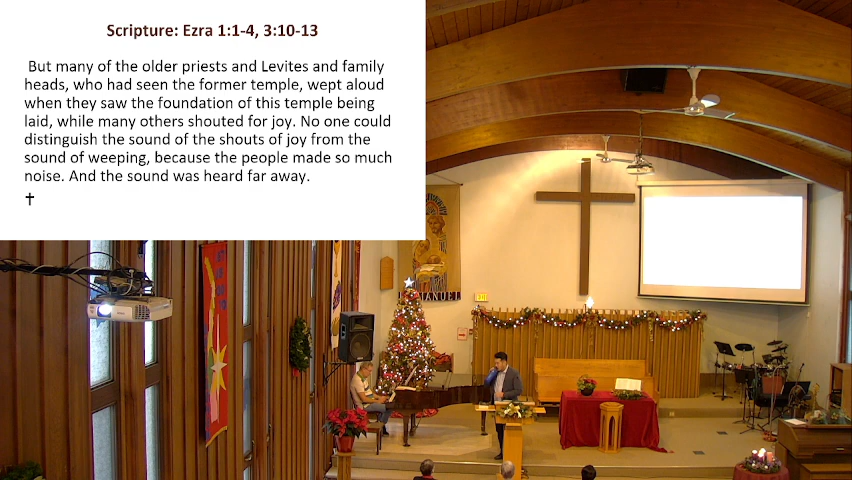 Scripture: Ezra 1:1-4, 3:10-13
But many of the older priests and Levites and family
heads, who had seen the former temple, wept aloud
when they saw the foundation of this temple being
laid, while many others shouted for joy. No one could
distinguish the sound of the shouts of joy from the
sound of weeping, because the people made so much
noise. And the sound was heard far away.
✝
MANUEL